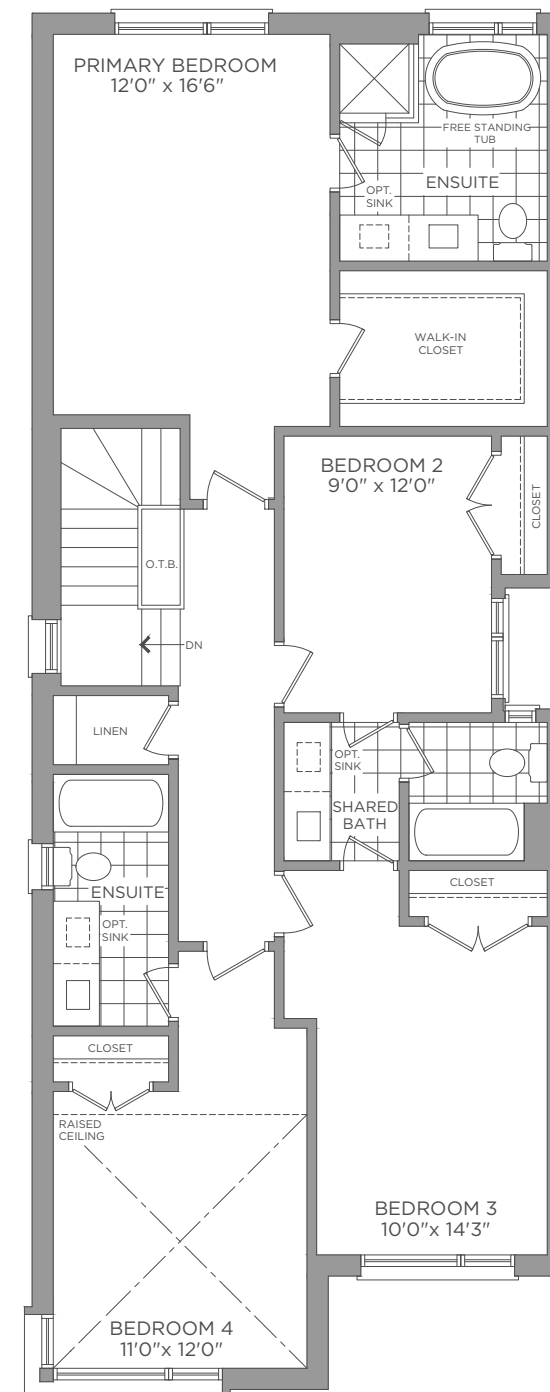 PRIMARY BEDROOM
12'0" x 16'6"
FREE STANDING
TUB
ENSUITE
OPT.
SINK
WALK-IN
CLOSET
BEDROOM 2
9'0" x 12'0"
CLOSET
O.T.B.
DN
LINEN
OPT.
SINK
SHARED
BATH
ENSUITE
OPT.
SINK
CLOSET
CLOSET
RAISED
CEILING
BEDROOM 3
10'0"x 14'3"
BEDROOM 4
11'0"x 12'0"